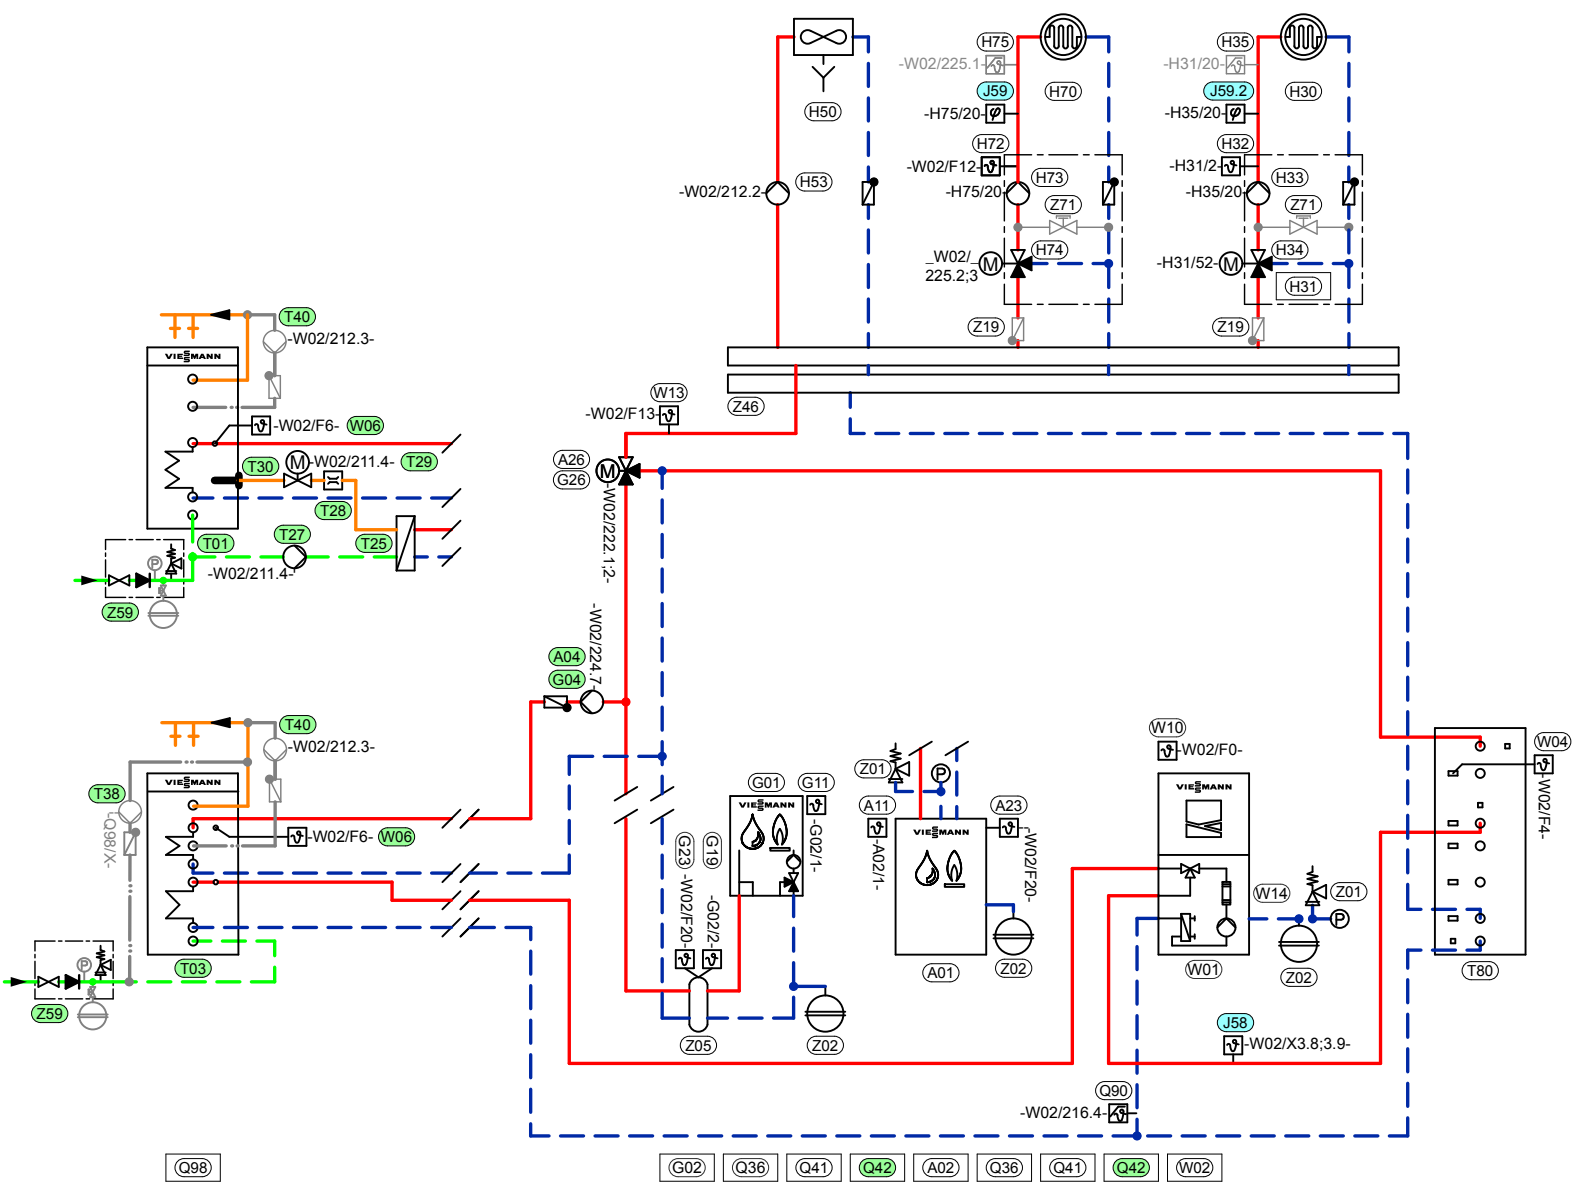 H75
H35
-W02/225.1-
-H31/20-
J59
H70
J59.2
H30
H50
-H75/20-
-H35/20-
H72
H32
-W02/F12-
-H31/2-
-W02/212.2-
H53
H73
H33
-H75/20-
-H35/20-
Z71
Z71
H74
H34
_W02/_
225.2;3
-H31/52-
H31
Z19
Z19
T40
-W02/212.3-
VIESMANN
W13
-W02/F13-
Z46
-W02/F6-
W06
T30
M
-W02/211.4-
T29
A26
G26
M
M
M
-W02/222.1;2-
T28
T27
T01
T25
-W02/211.4-
P
Z59
-W02/224.7-
A04
G04
T40
-W02/212.3-
VIESMANN
T38
-Q98/X-
-W02/F6-
W06
P
Z59
T03
G01
G11
VIESMANN
-G02/1-
G23
G19
-W02/F20-
-G02/2-
Z05
Z02
Z01
P
A11
A23
VIESMANN
-A02/1-
-W02/F20-
A01
Z02
W10
-W02/F0-
W14
Z01
P
W01
Z02
W04
-W02/F4-
T80
J58
-W02/X3.8;3.9-
Q90
-W02/216.4-
Q98
G02
Q36
Q41
Q42
A02
Q36
Q41
Q42
W02